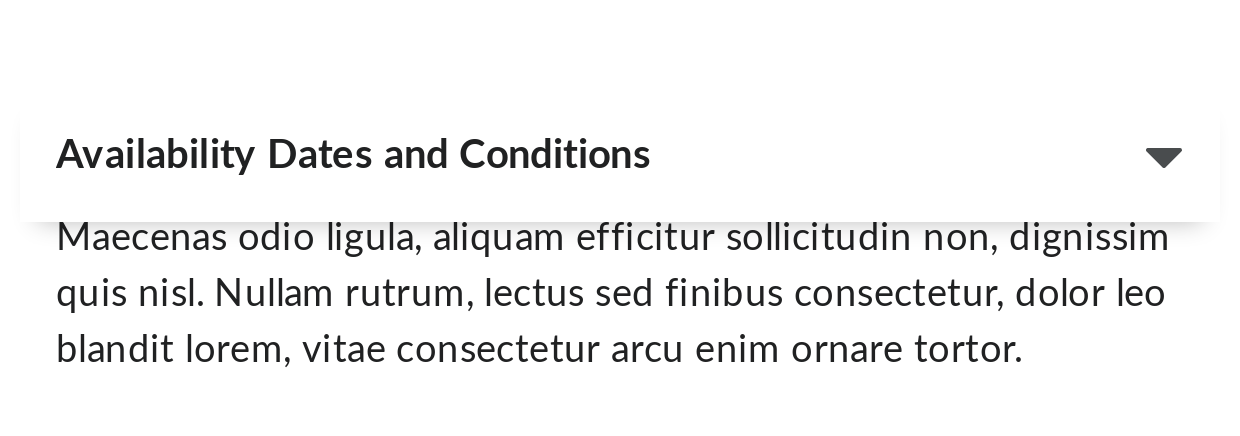 Availability Dates and Conditions
Maecenas odio ligula, aliquam efficitur sollicitudin non, dignissim
quis nisl. Nullam rutrum, lectus sed finibus consectetur, dolor leo
blandit lorem, vitae consectetur arcu enim ornare tortor.